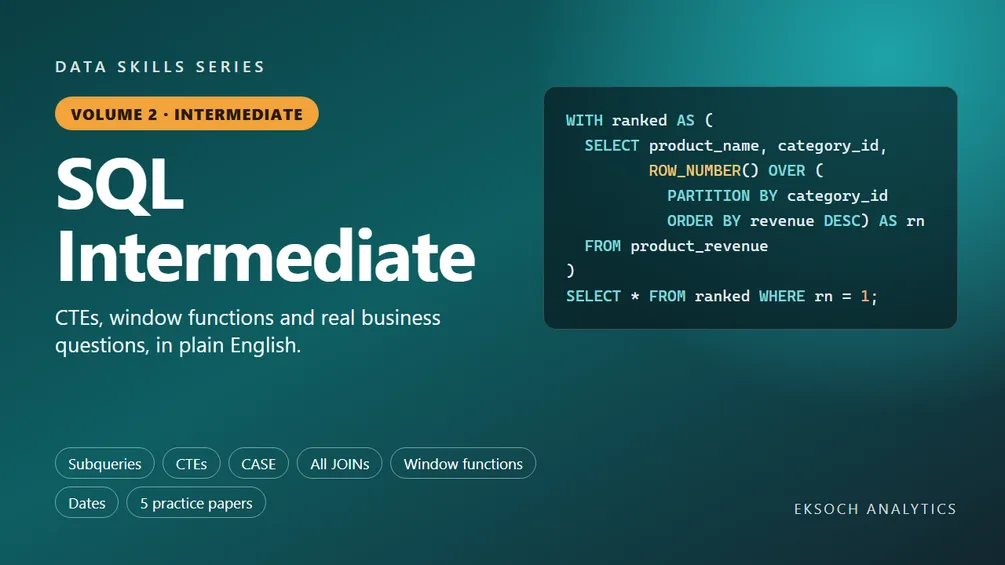 DATA SKILLS SERIES
VOLUME 2 · INTERMEDIATE
SQL
Intermediate
CTEs, window functions and real business
questions, in plain English.
WITH ranked AS (
  SELECT product_name, category_id,
         ROW_NUMBER() OVER (
           PARTITION BY category_id
           ORDER BY revenue DESC) AS rn
  FROM product_revenue
)
SELECT * FROM ranked WHERE rn = 1;
Subqueries CTEs CASE All JOINs Window functions
Dates 5 practice papers
EKSOCH ANALYTICS